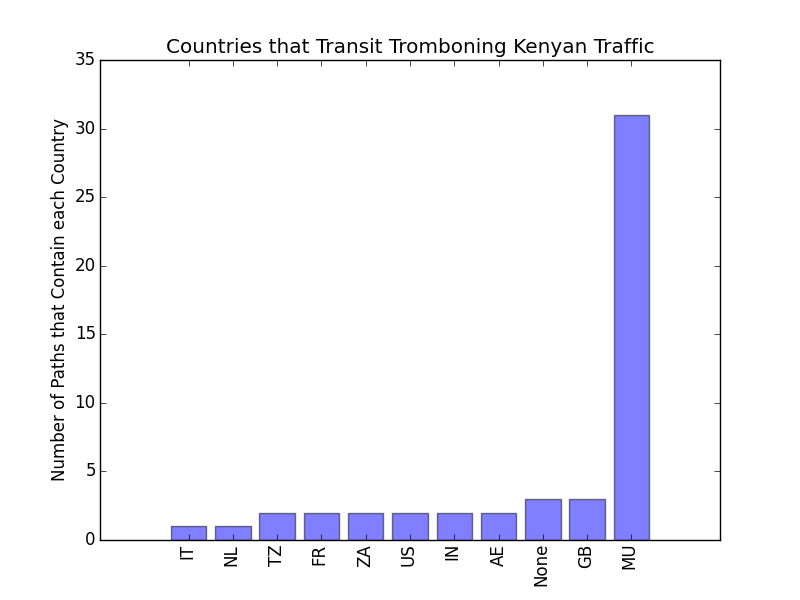 Countries that Transit Tromboning Kenyan Traffic
Number of Paths that Contain each Country
35
30
25
20
15
10
5
0
IT
NL
TZ
FR
ZA
US
IN
AE
None
GB
MU